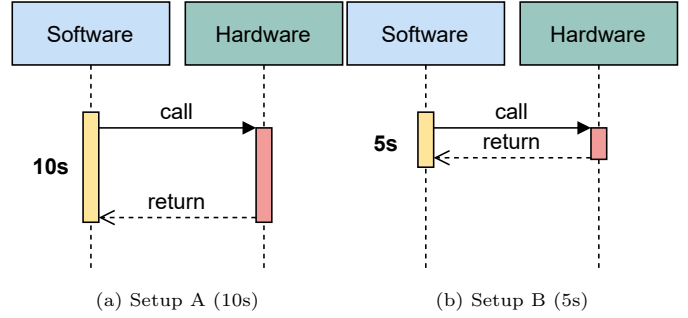 Software
Hardware
call
10s
return
(a) Setup A (10s)
Software
Hardware
call
5s
return
(b) Setup B (5s)